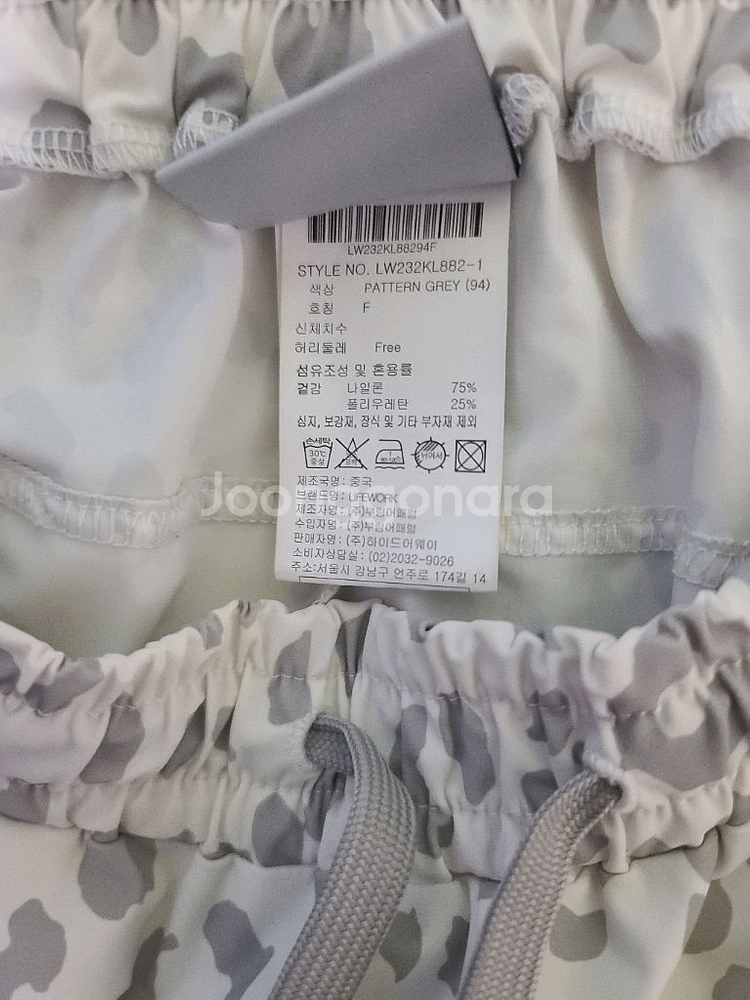 LW232KL88294F
STYLE NO. LW232KL882-1
색상 PATTERN GREY (94)
호칭 F
신체치수
허리둘레 Free
섬유조성 및 혼용률
겉감 나일론 75%
폴리우레탄 25%
심지, 보강재, 장식 및 기타 부자재 제외
손세탁
30℃
중성
제조국명 : 중국
브랜드명 : LIFEWORK
제조자명 : (주)부림어패럴
수입자명 : (주)부림어패럴
판매자명 : (주)하이드어웨이
소비자상담실 : (02)2032-9026
주소:서울시 강남구 언주로 174길 14
Joongonara